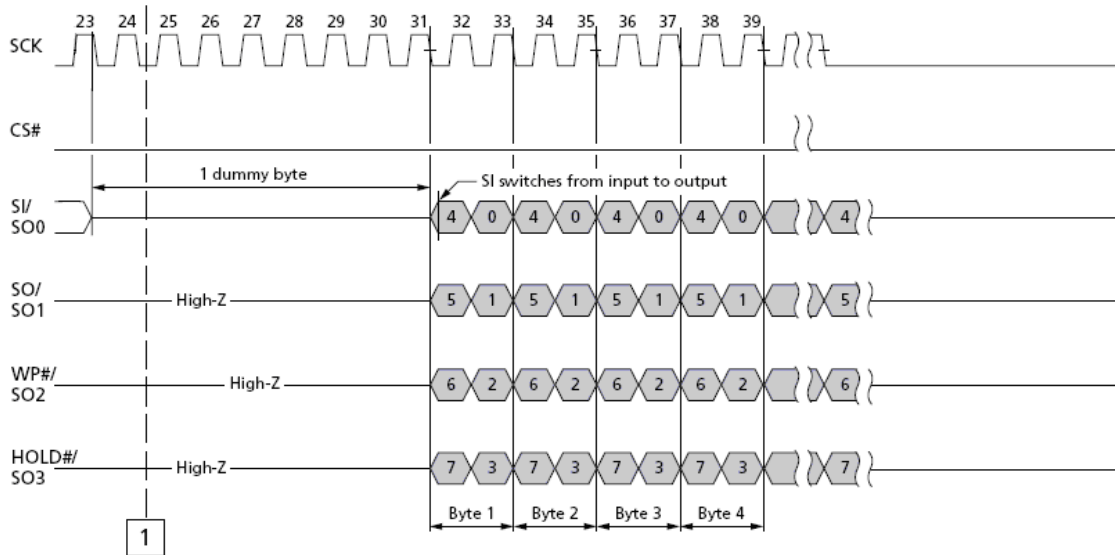 23 24 25 26 27 28 29 30 31 32 33 34 35 36 37 38 39
SCK
CS#
1 dummy byte
SI switches from input to output
SI/
SO0
4 0 4 0 4 0 4 0 4
SO/
SO1
High-Z
5 1 5 1 5 1 5 1 5
WP#/
SO2
High-Z
6 2 6 2 6 2 6 2 6
HOLD#/
SO3
High-Z
7 3 7 3 7 3 7 3 7
Byte 1 Byte 2 Byte 3 Byte 4
1